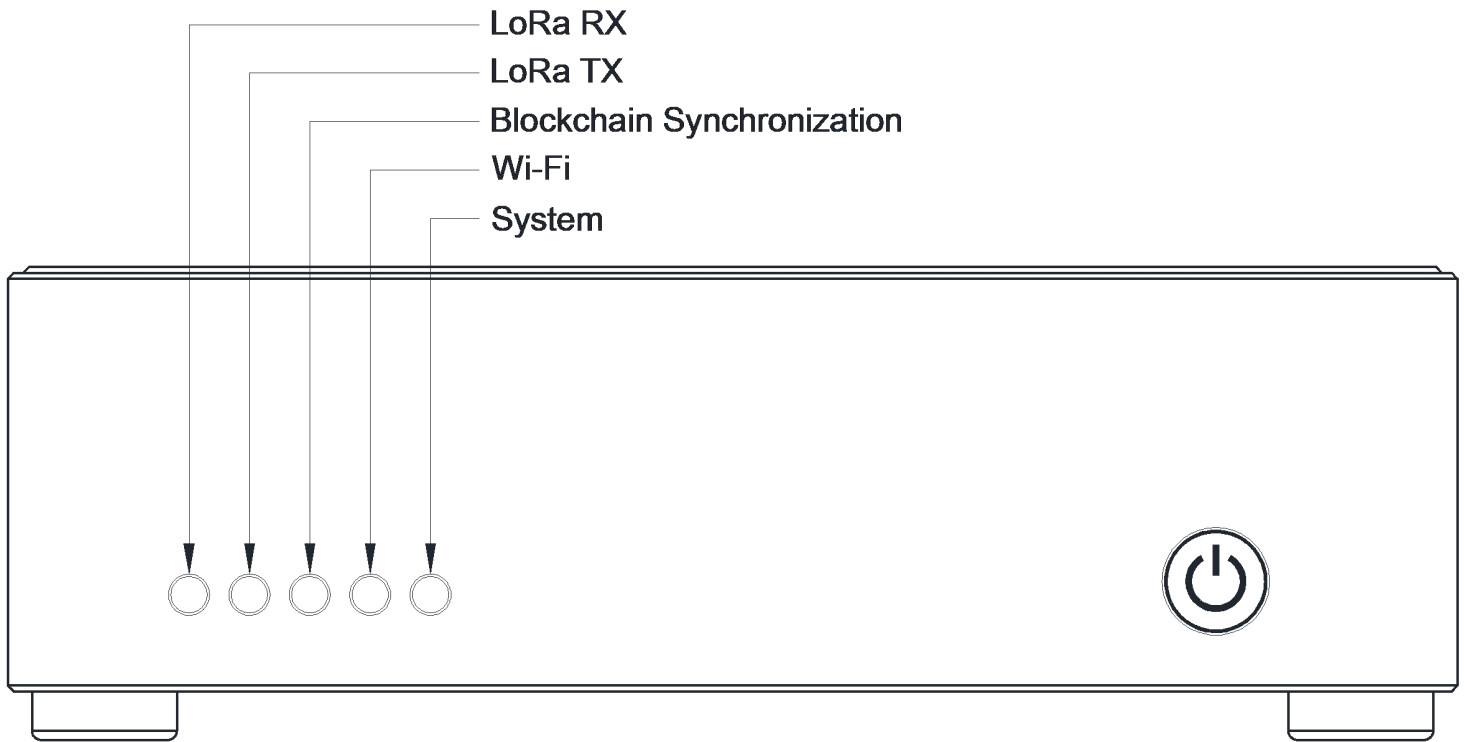 LoRa RX
LoRa TX
Blockchain Synchronization
Wi-Fi
System